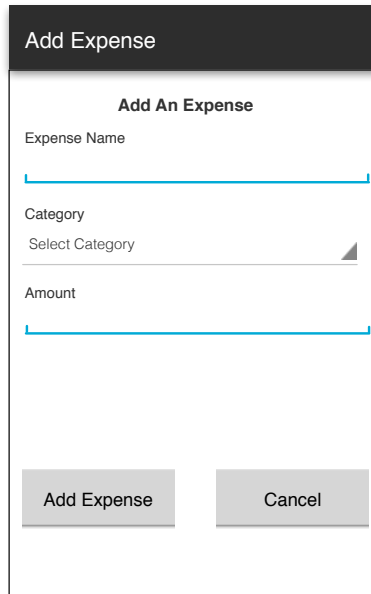 Add Expense
Add An Expense
Expense Name
Category
Select Category
Amount
Add Expense
Cancel